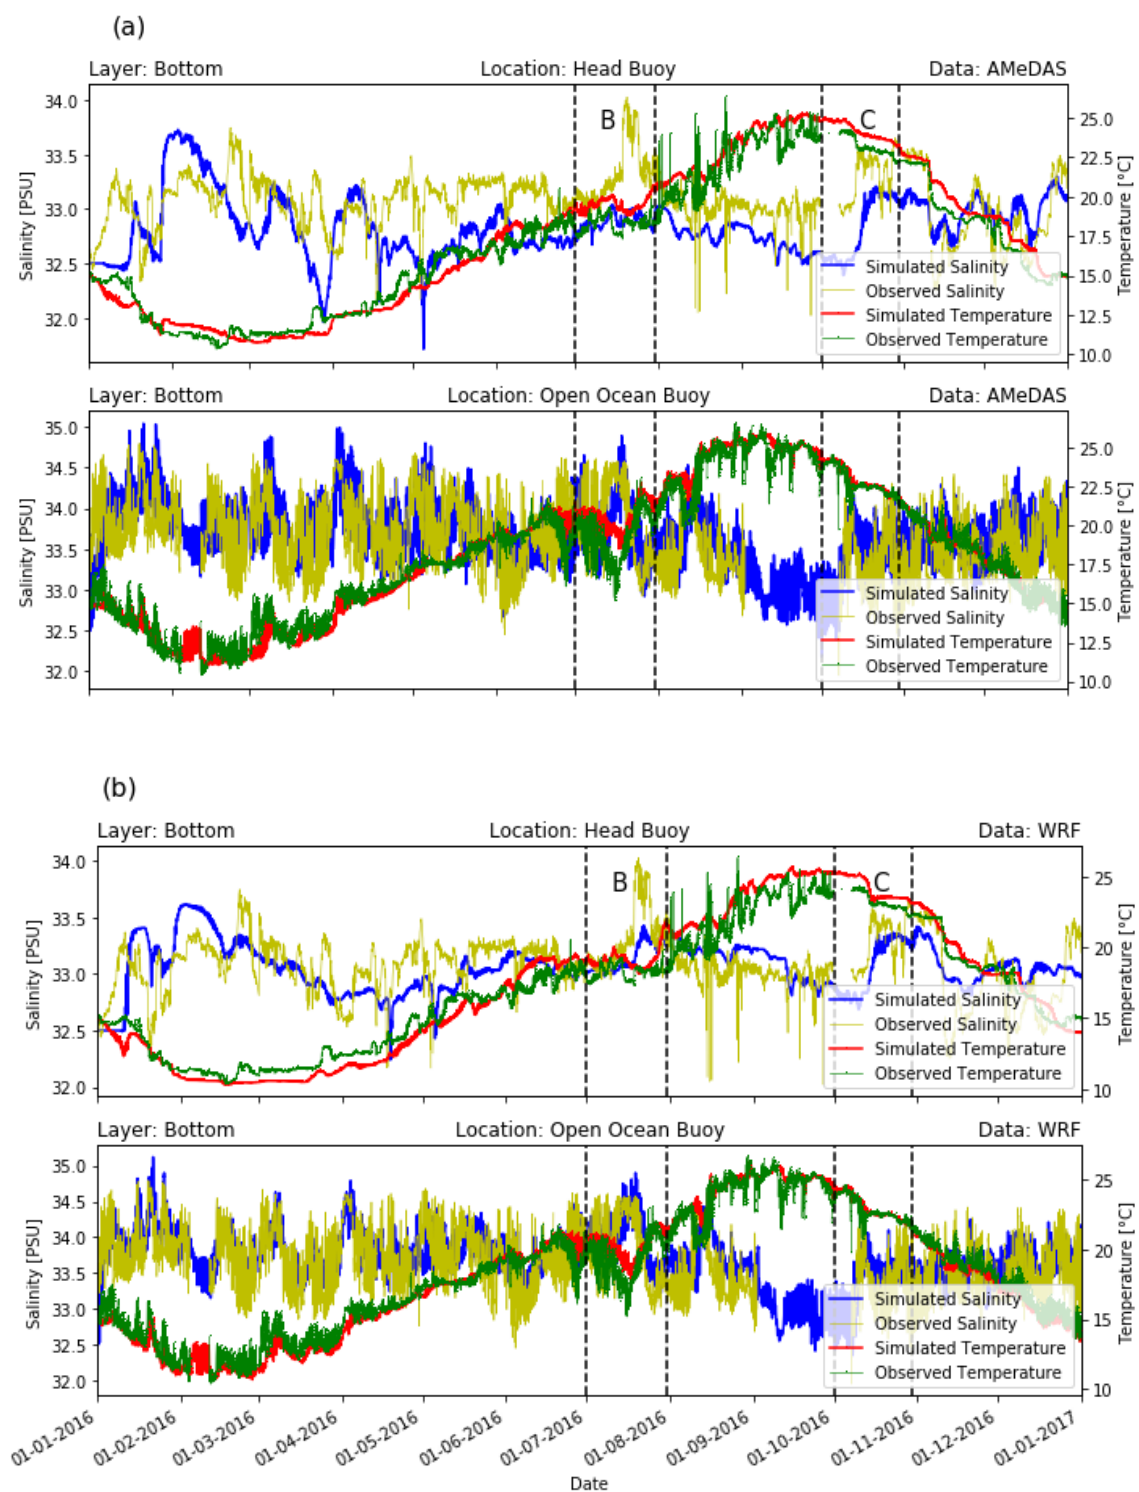 (a)
Layer: Bottom Location: Head Buoy Data: AMeDAS
34.0
33.5
33.0
32.5
32.0
Salinity [PSU]
B
C
25.0
22.5
20.0
17.5
15.0
12.5
10.0
Temperature [°C]
Simulated Salinity
Observed Salinity
Simulated Temperature
Observed Temperature
Layer: Bottom Location: Open Ocean Buoy Data: AMeDAS
35.0
34.5
34.0
33.5
33.0
32.5
32.0
Salinity [PSU]
25.0
22.5
20.0
17.5
15.0
12.5
10.0
Temperature [°C]
Simulated Salinity
Observed Salinity
Simulated Temperature
Observed Temperature
(b)
Layer: Bottom Location: Head Buoy Data: WRF
34.0
33.5
33.0
32.5
32.0
Salinity [PSU]
B
C
25
20
15
10
Temperature [°C]
Simulated Salinity
Observed Salinity
Simulated Temperature
Observed Temperature
Layer: Bottom Location: Open Ocean Buoy Data: WRF
35.0
34.5
34.0
33.5
33.0
32.5
32.0
Salinity [PSU]
25
20
15
10
Temperature [°C]
Simulated Salinity
Observed Salinity
Simulated Temperature
Observed Temperature
01-01-2016
01-02-2016
01-03-2016
01-04-2016
01-05-2016
01-06-2016
01-07-2016
01-08-2016
01-09-2016
01-10-2016
01-11-2016
01-12-2016
01-01-2017
Date